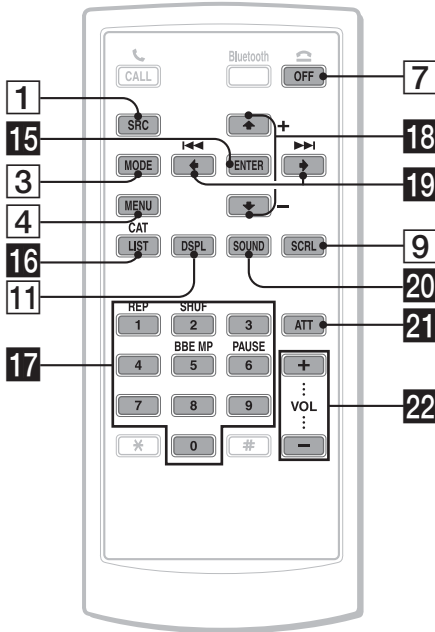 Bluetooth
CALL OFF 7
1 SRC + 18
15 MODE ENTER 19
3
4 MENU −
CAT
16 LIST DSPL SOUND SCRL 9
11 20
REP SHUF
1 2 3 ATT 21
BBE MP PAUSE
17 4 5 6 +
7 8 9 VOL 22
* 0 # −